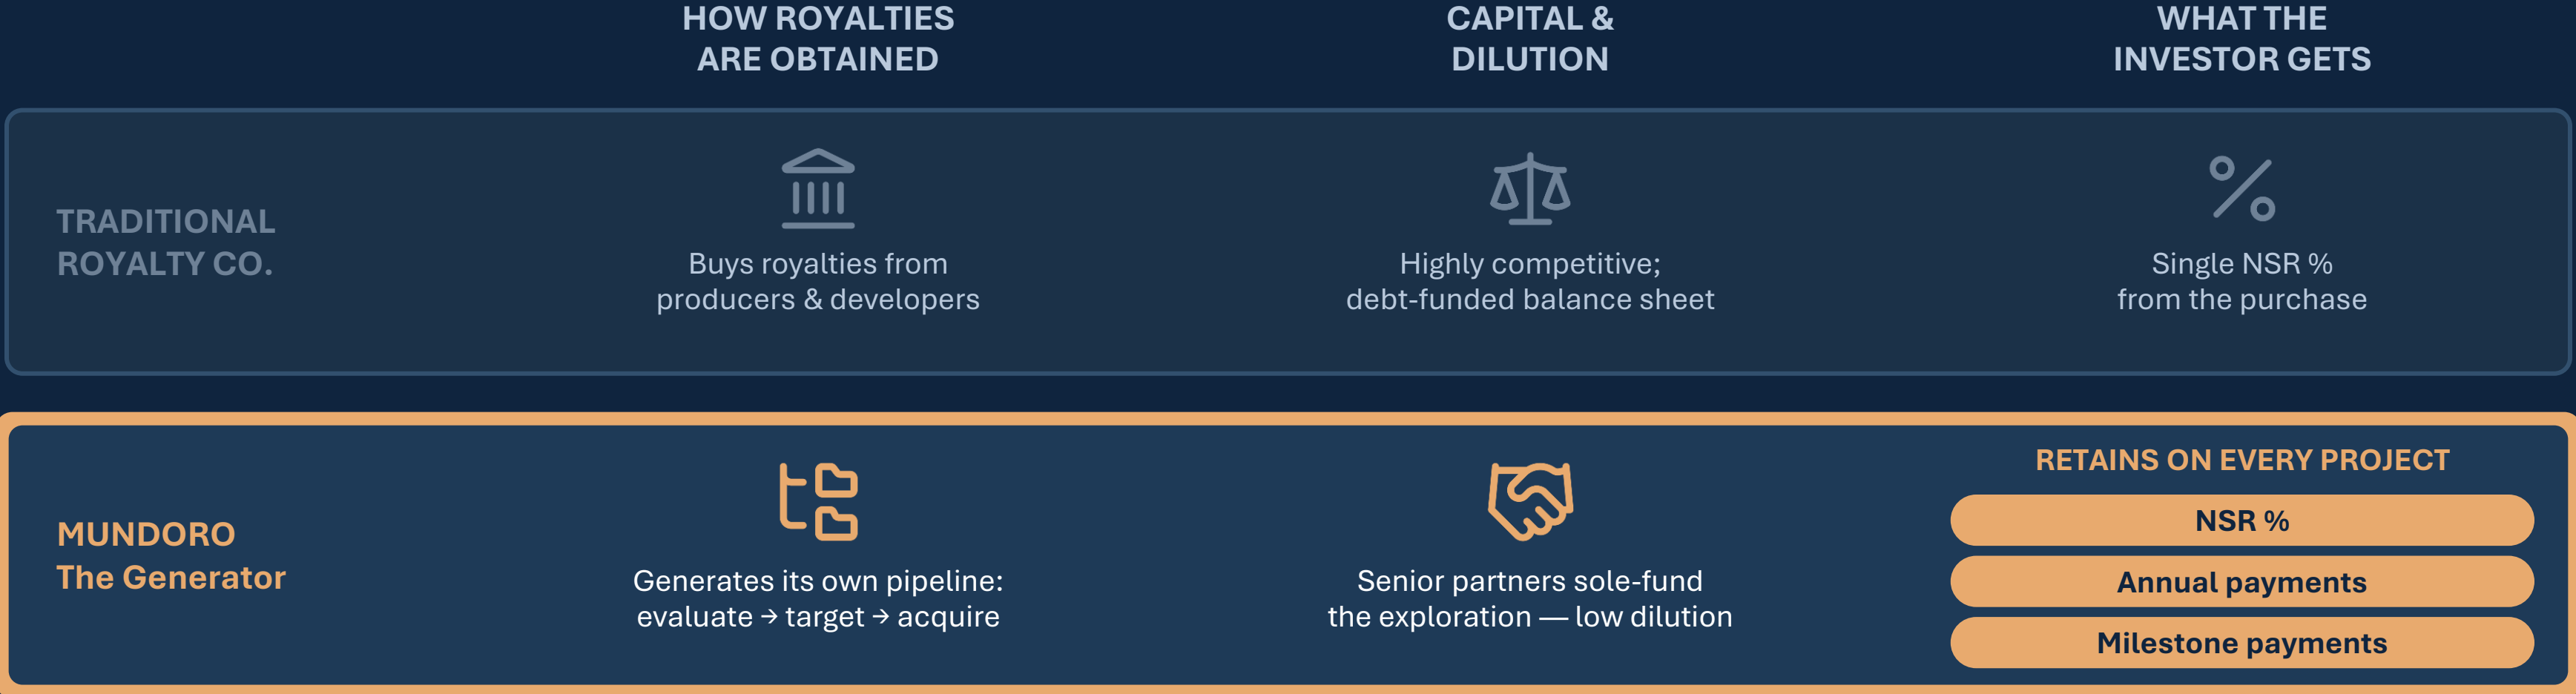 HOW ROYALTIES
ARE OBTAINED
CAPITAL &
DILUTION
WHAT THE
INVESTOR GETS
TRADITIONAL
ROYALTY CO.
Buys royalties from
producers & developers
Highly competitive;
debt-funded balance sheet
Single NSR %
from the purchase
MUNDORO
The Generator
Generates its own pipeline:
evaluate → target → acquire
Senior partners sole-fund
the exploration — low dilution
RETAINS ON EVERY PROJECT
NSR %
Annual payments
Milestone payments